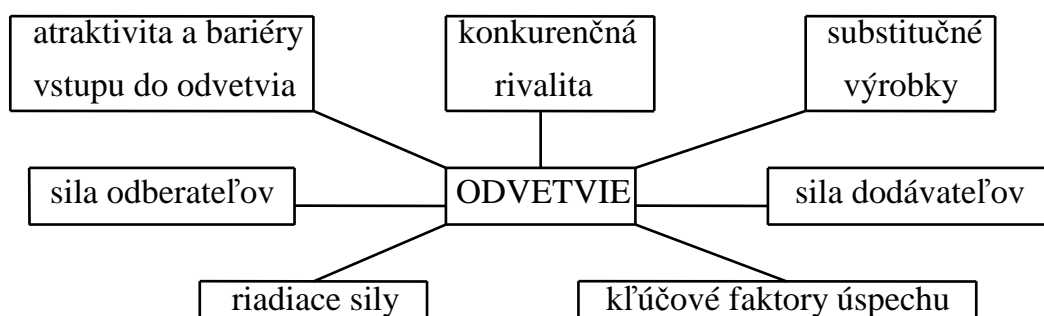 atraktivita a bariéry
vstupu do odvetvia
konkurenčná
rivalita
substitučné
výrobky
sila odberateľov
ODVETVIE
sila dodávateľov
riadiace sily
kľúčové faktory úspechu